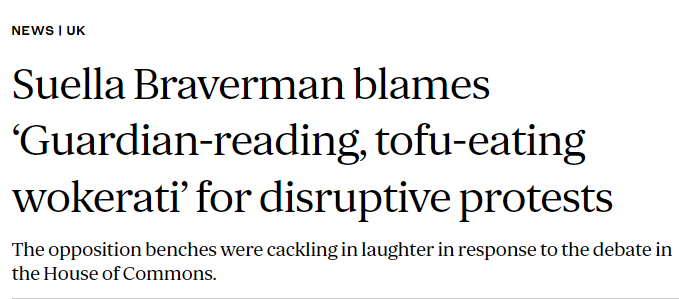 NEWS | UK
Suella Braverman blames
‘Guardian-reading, tofu-eating
wokerati’ for disruptive protests
The opposition benches were cackling in laughter in response to the debate in
the House of Commons.